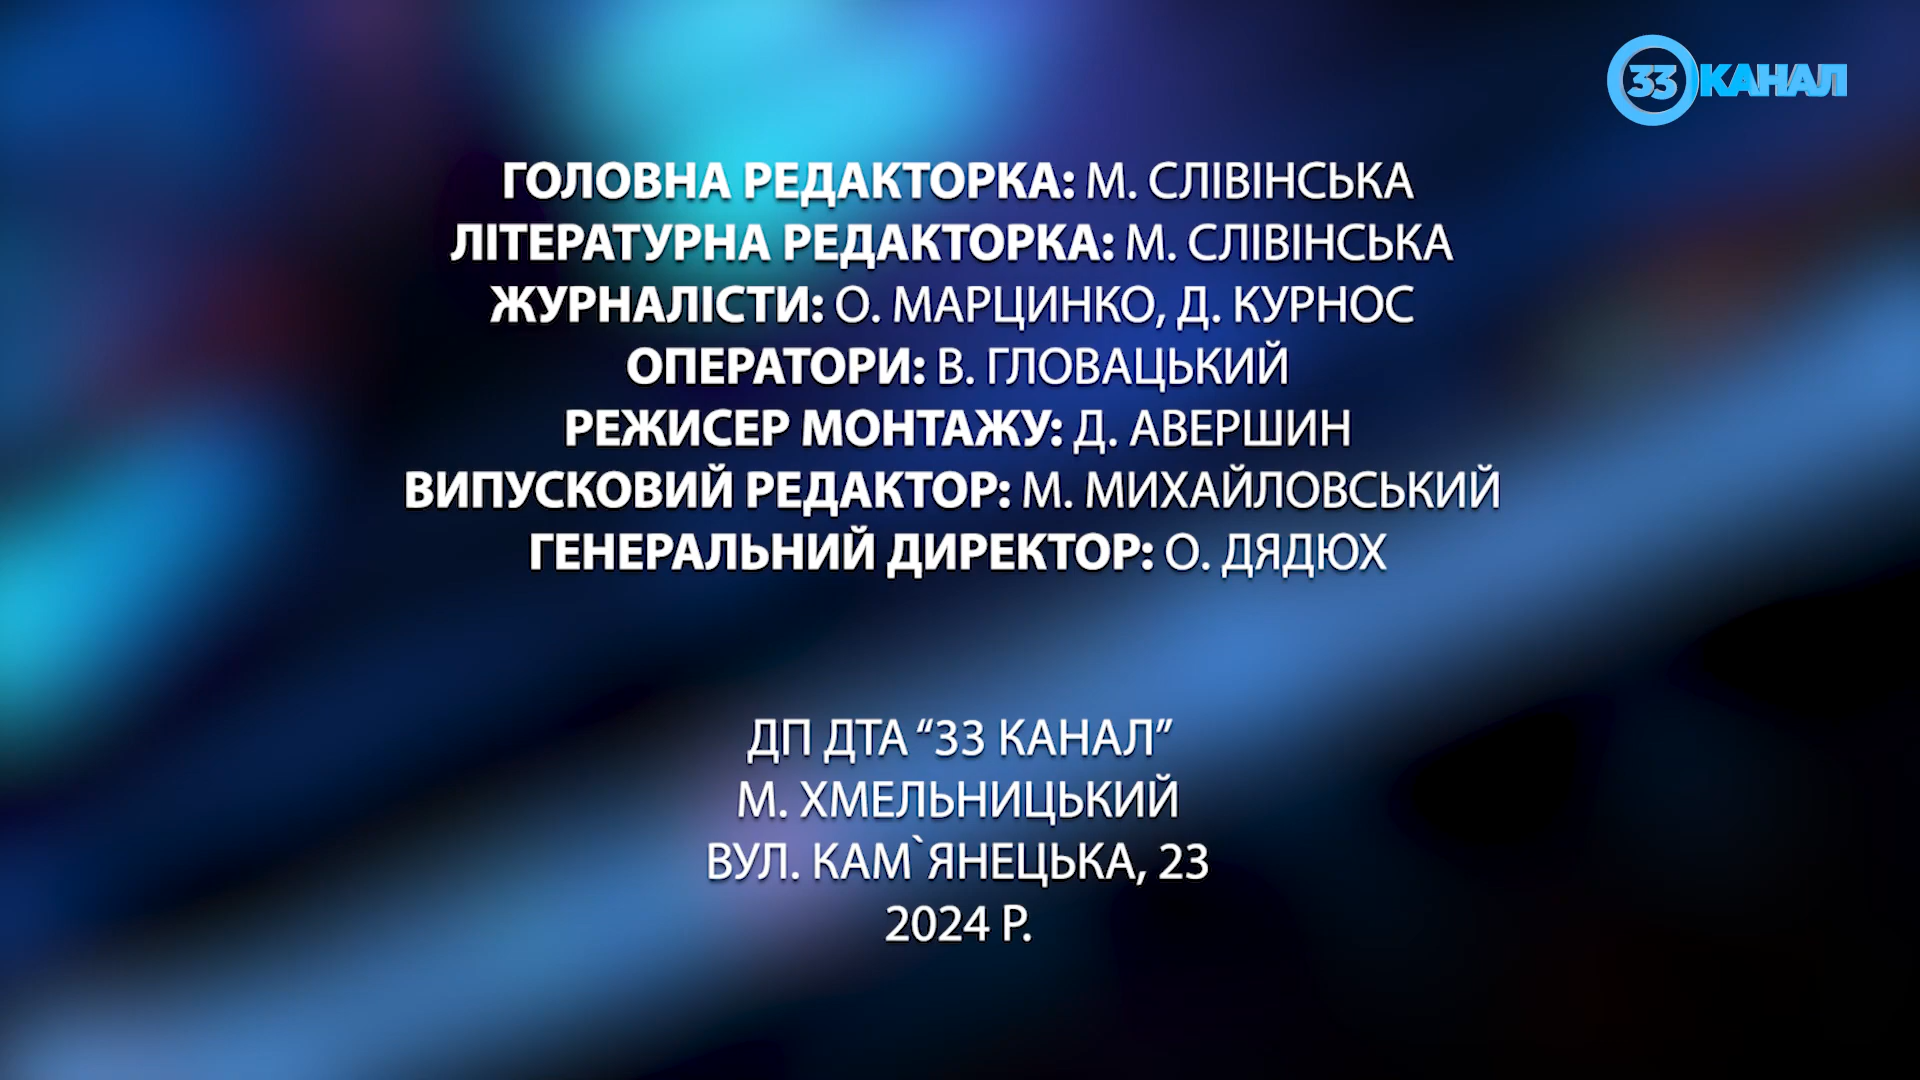 33 КАНАЛ
ГОЛОВНА РЕДАКТОРКА: М. СЛІВІНСЬКА
ЛІТЕРАТУРНА РЕДАКТОРКА: М. СЛІВІНСЬКА
ЖУРНАЛІСТИ: О. МАРЦИНКО, Д. КУРНОС
ОПЕРАТОРИ: В. ГЛОВАЦЬКИЙ
РЕЖИСЕР МОНТАЖУ: Д. АВЕРШИН
ВИПУСКОВИЙ РЕДАКТОР: М. МИХАЙЛОВСЬКИЙ
ГЕНЕРАЛЬНИЙ ДИРЕКТОР: О. ДЯДЮХ
ДП ДТА “33 КАНАЛ”
М. ХМЕЛЬНИЦЬКИЙ
ВУЛ. КАМ`ЯНЕЦЬКА, 23
2024 Р.